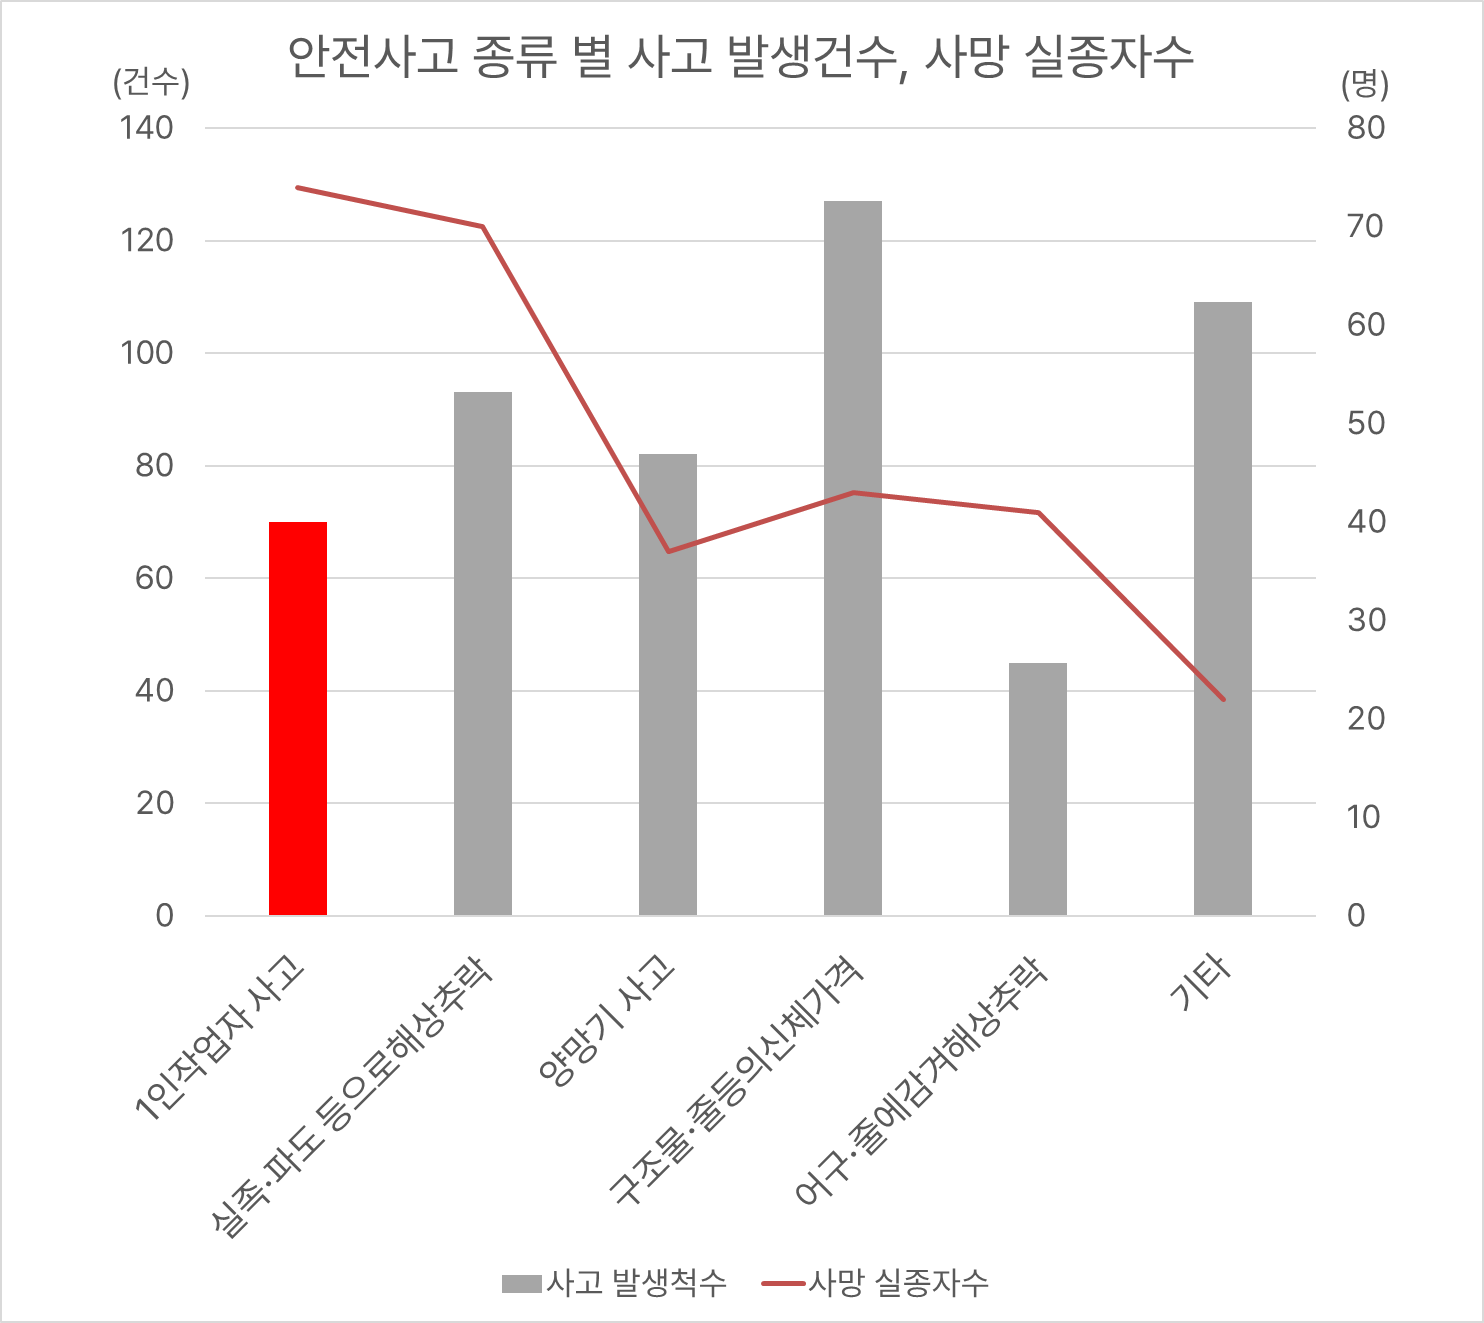 안전사고 종류 별 사고 발생건수, 사망 실종자수
(건수)
(명)
140
120
100
80
60
40
20
0
80
70
60
50
40
30
20
10
0
1인작업자 사고
실족·파도 등으로해상추락
양망기 사고
구조물·줄등의신체가격
어구·줄에감겨해상추락
기타
사고 발생척수
사망 실종자수